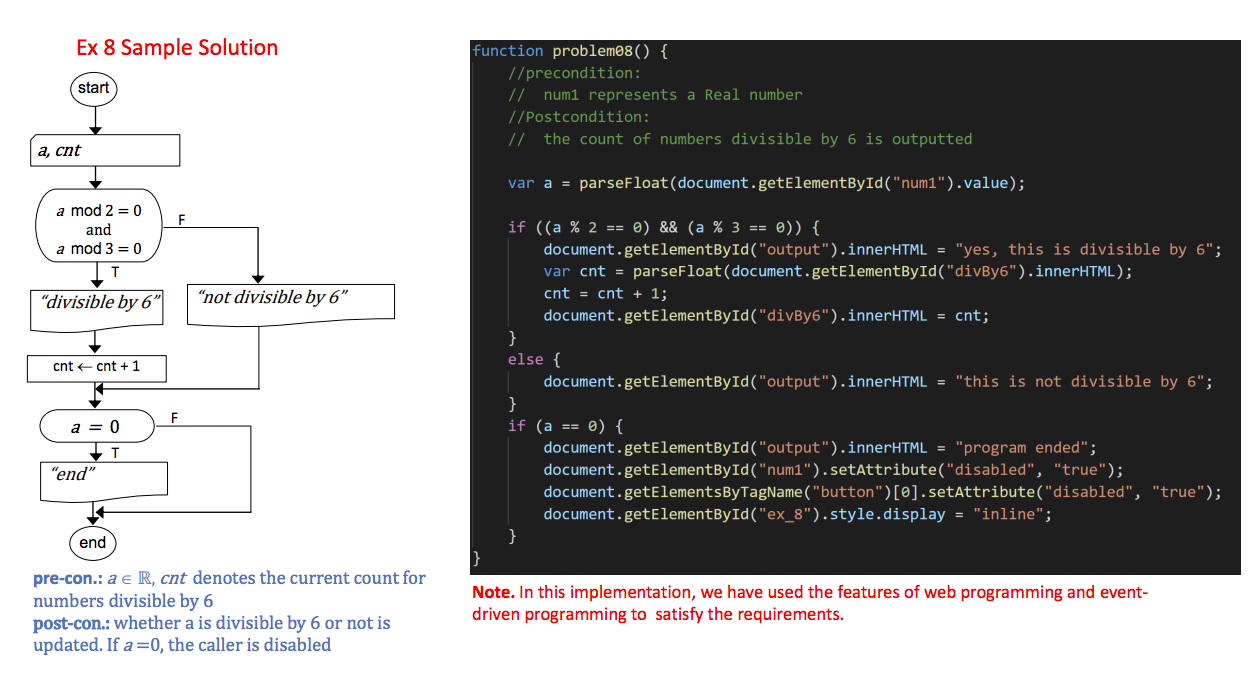 Ex 8 Sample Solution
start
a, cnt
a mod 2 = 0
and
a mod 3 = 0
F
T
“divisible by 6”
“not divisible by 6”
cnt ← cnt + 1
a = 0
F
T
“end”
end
pre-con.: a ∈ ℝ, cnt denotes the current count for
numbers divisible by 6
post-con.: whether a is divisible by 6 or not is
updated. If a =0, the caller is disabled
function problem08() {
//precondition:
// num1 represents a Real number
//Postcondition:
// the count of numbers divisible by 6 is outputted
var a = parseFloat(document.getElementById("num1").value);
if ((a % 2 == 0) && (a % 3 == 0)) {
document.getElementById("output").innerHTML = "yes, this is divisible by 6";
var cnt = parseFloat(document.getElementById("divBy6").innerHTML);
cnt = cnt + 1;
document.getElementById("divBy6").innerHTML = cnt;
}
else {
document.getElementById("output").innerHTML = "this is not divisible by 6";
}
if (a == 0) {
document.getElementById("output").innerHTML = "program ended";
document.getElementById("num1").setAttribute("disabled", "true");
document.getElementsByTagName("button")[0].setAttribute("disabled", "true");
document.getElementById("ex_8").style.display = "inline";
}
}
Note. In this implementation, we have used the features of web programming and event-
driven programming to satisfy the requirements.